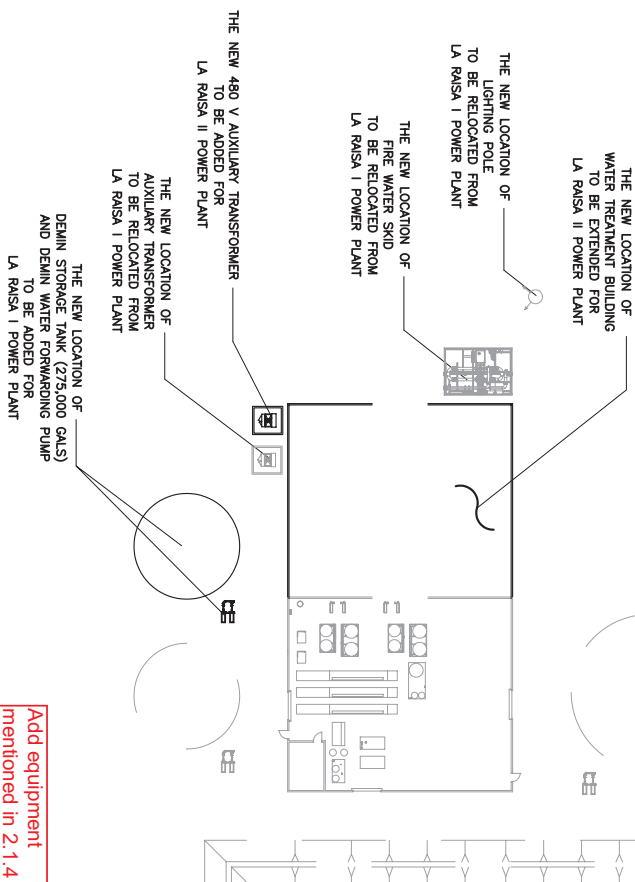 THE NEW LOCATION OF
WATER TREATMENT BUILDING
TO BE EXTENDED FOR
LA RAISA II POWER PLANT
THE NEW LOCATION OF
LIGHTING POLE
TO BE RELOCATED FROM
LA RAISA I POWER PLANT
THE NEW LOCATION OF
FIRE WATER SKID
TO BE RELOCATED FROM
LA RAISA I POWER PLANT
THE NEW 480 V AUXILIARY TRANSFORMER
TO BE ADDED FOR
LA RAISA II POWER PLANT
THE NEW LOCATION OF
AUXILIARY TRANSFORMER
TO BE RELOCATED FROM
LA RAISA I POWER PLANT
THE NEW LOCATION OF
DEMIN STORAGE TANK (275,000 GALS)
AND DEMIN WATER FORWARDING PUMP
TO BE ADDED FOR
LA RAISA I POWER PLANT
Add equipment
mentioned in 2.1.4